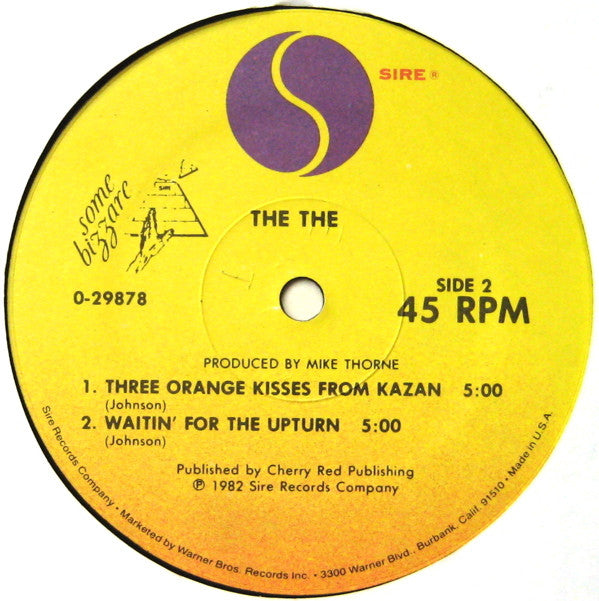 SIRE®
some
bizzare
SIRE
THE THE
0-29878
SIDE 2
45 RPM
PRODUCED BY MIKE THORNE
1. THREE ORANGE KISSES FROM KAZAN 5:00
(Johnson)
2. WAITIN' FOR THE UPTURN 5:00
(Johnson)
Published by Cherry Red Publishing
℗ 1982 Sire Records Company
Sire Records Company • Marketed by Warner Bros. Records Inc. • 3300 Warner Blvd., Burbank, Calif. 91510 • Made in U.S.A.